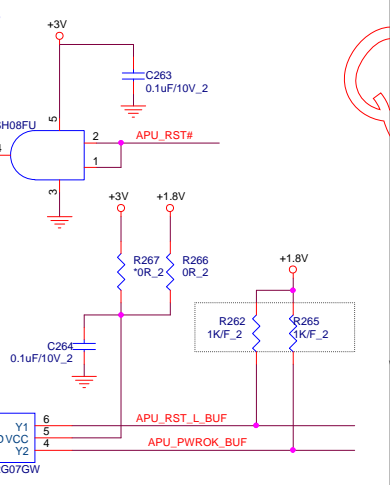 +3V
C263
0.1uF/10V_2
5
H08FU
2
APU_RST#
4
1
3
+3V
+1.8V
R267
*0R_2
R266
0R_2
+1.8V
R262
1K/F_2
R265
1K/F_2
C264
0.1uF/10V_2
Y1
6
APU_RST_L_BUF
VCC
5
Y2
4
APU_PWROK_BUF
G07GW